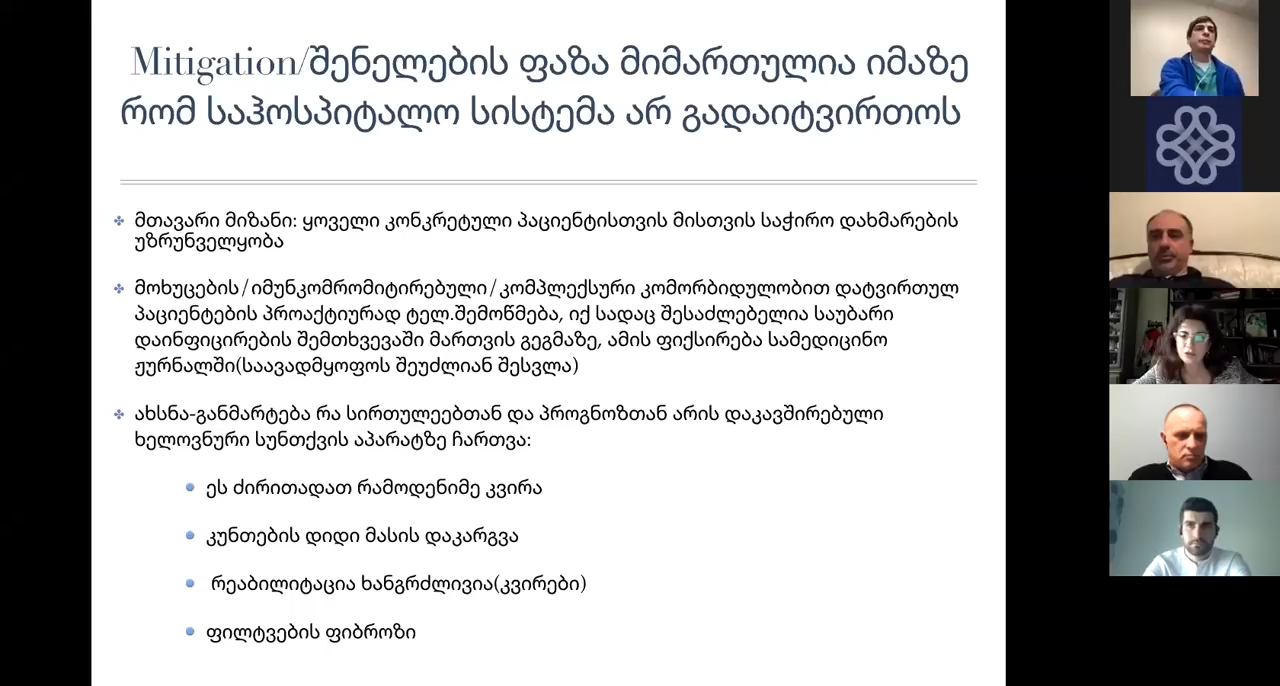 Mitigation/შენელების ფაზა მიმართულია იმაზე
რომ საჰოსპიტალო სისტემა არ გადაიტვირთოს
მთავარი მიზანი: ყოველი კონკრეტული პაციენტისთვის მისთვის საჭირო დახმარების
უზრუნველყობა
მოხუცების/იმუნკომრომიტირებული/კომპლექსური კომორბიდულობით დატვირთულ
პაციენტების პროაქტიურად ტელ.შემოწმება, იქ სადაც შესაძლებელია საუბარი
დაინფიცირების შემთხვევაში მართვის გეგმაზე, ამის ფიქსირება სამედიცინო
ჟურნალში(საავადმყოფოს შეუძლიან შესვლა)
ახსნა-განმარტება რა სირთულეებთან და პროგნოზთან არის დაკავშირებული
ხელოვნური სუნთქვის აპარატზე ჩართვა:
ეს ძირითადათ რამოდენიმე კვირა
კუნთების დიდი მასის დაკარგვა
რეაბილიტაცია ხანგრძლივია(კვირები)
ფილტვების ფიბროზი